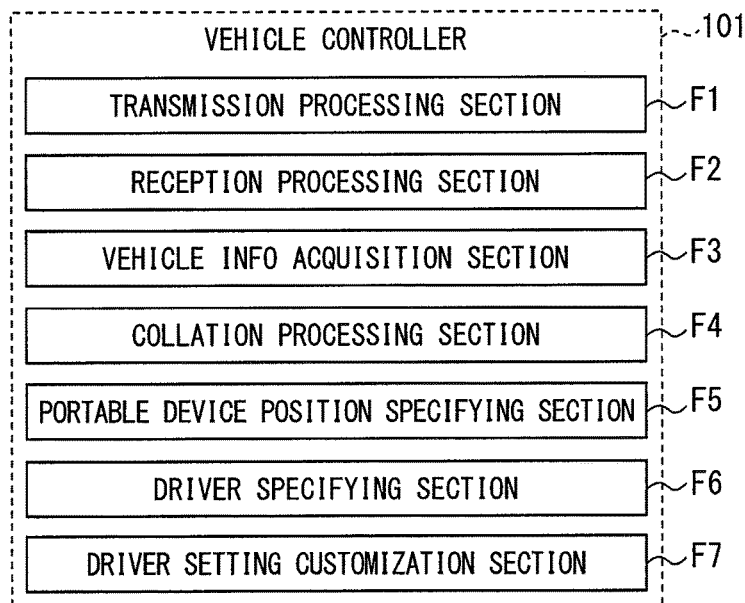 VEHICLE CONTROLLER 101
TRANSMISSION PROCESSING SECTION F1
RECEPTION PROCESSING SECTION F2
VEHICLE INFO ACQUISITION SECTION F3
COLLATION PROCESSING SECTION F4
PORTABLE DEVICE POSITION SPECIFYING SECTION F5
DRIVER SPECIFYING SECTION F6
DRIVER SETTING CUSTOMIZATION SECTION F7